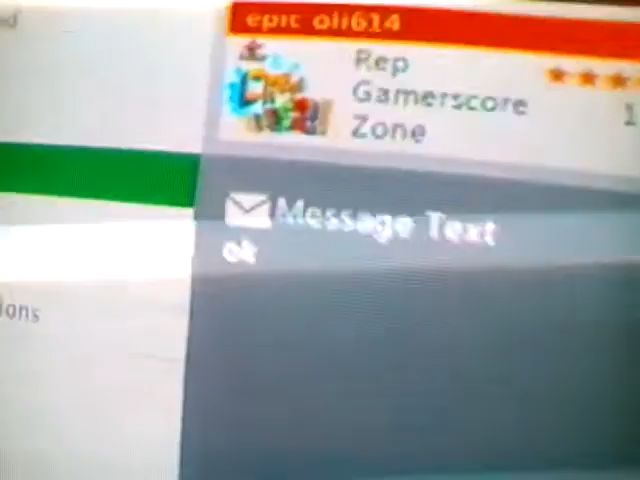 epic oli614
Rep
Gamerscore
Zone
Message Text
ok
ions